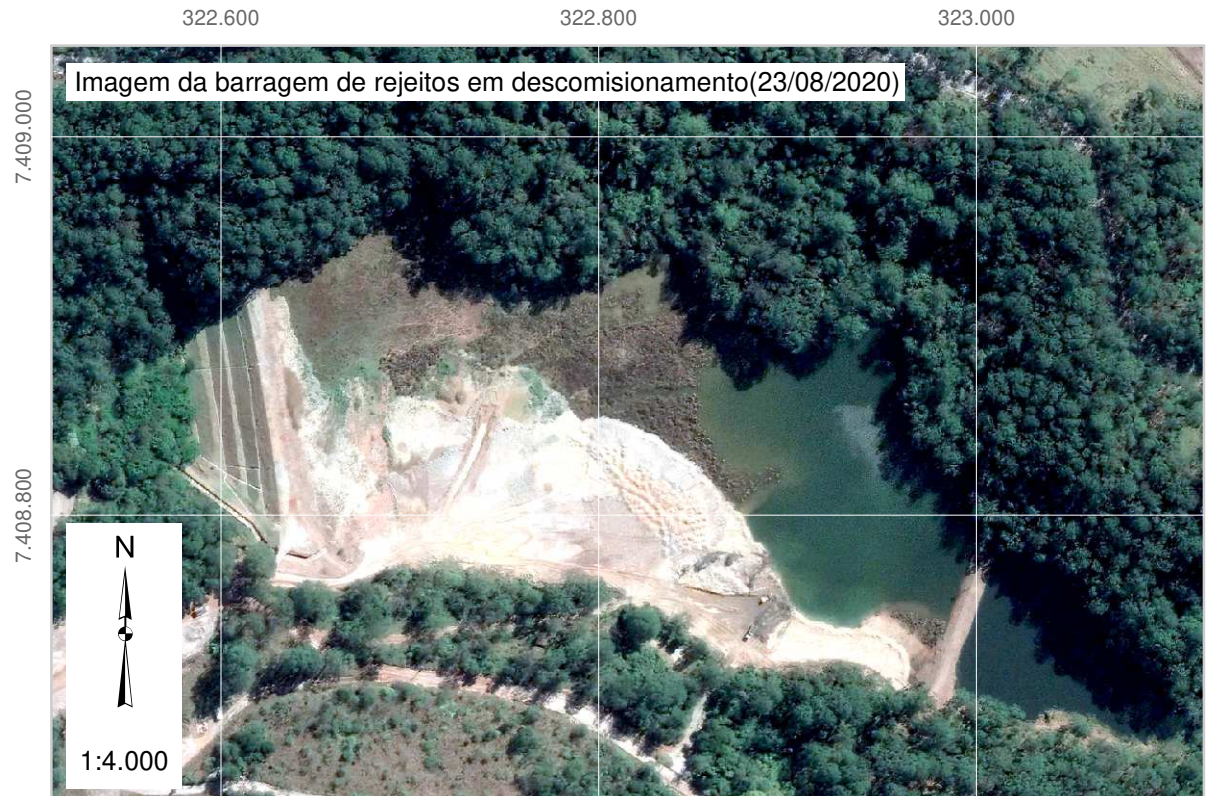 322.600 322.800 323.000
Imagem da barragem de rejeitos em descomisionamento(23/08/2020)
7.409.000
7.408.800
N
1:4.000